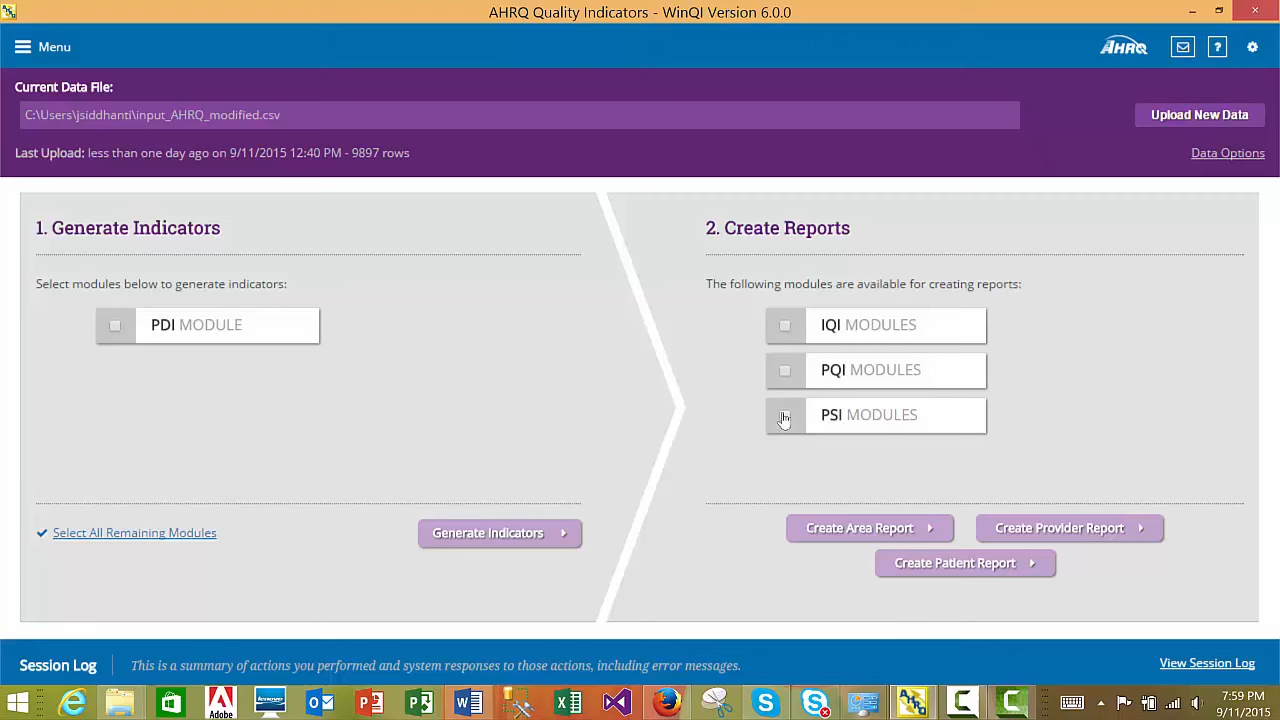 AHRQ Quality Indicators - WinQI Version 6.0.0
Menu
AHRQ
?
Current Data File:
C:\Users\jsiddhanti\input_AHRQ_modified.csv
Upload New Data
Last Upload: less than one day ago on 9/11/2015 12:40 PM - 9897 rows
Data Options
1. Generate Indicators
Select modules below to generate indicators:
PDI MODULE
Select All Remaining Modules
Generate Indicators
2. Create Reports
The following modules are available for creating reports:
IQI MODULES
PQI MODULES
PSI MODULES
Create Area Report
Create Provider Report
Create Patient Report
Session Log
This is a summary of actions you performed and system responses to those actions, including error messages.
View Session Log
Adobe
7:59 PM
9/11/2015